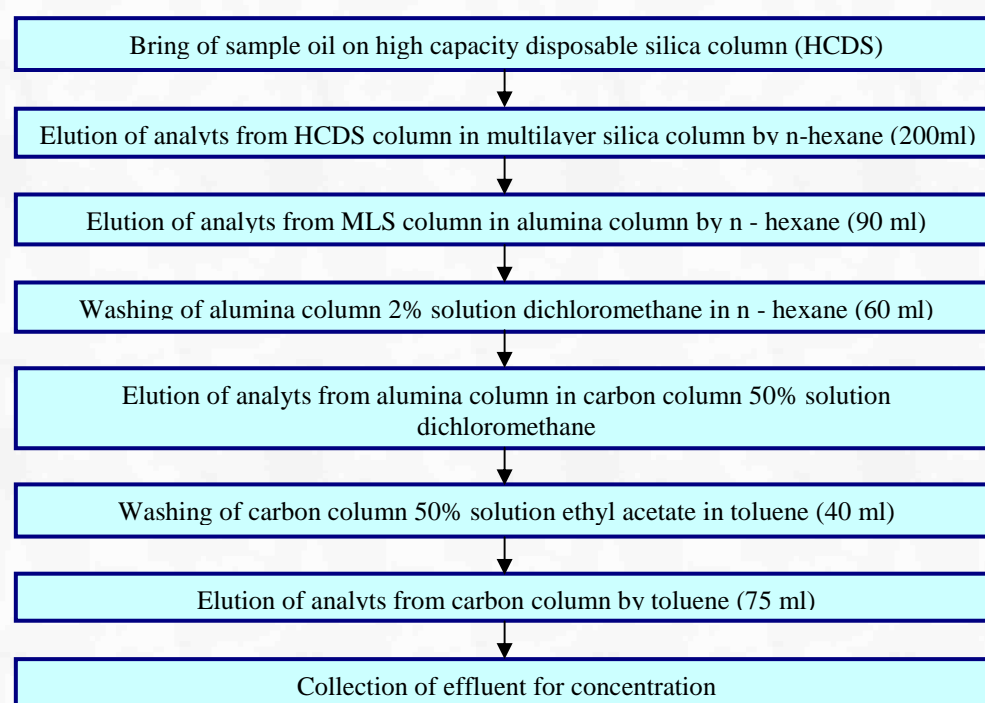 Bring of sample oil on high capacity disposable silica column (HCDS)
Elution of analyts from HCDS column in multilayer silica column by n-hexane (200ml)
Elution of analyts from MLS column in alumina column by n - hexane (90 ml)
Washing of alumina column 2% solution dichloromethane in n - hexane (60 ml)
Elution of analyts from alumina column in carbon column 50% solution
dichloromethane
Washing of carbon column 50% solution ethyl acetate in toluene (40 ml)
Elution of analyts from carbon column by toluene (75 ml)
Collection of effluent for concentration